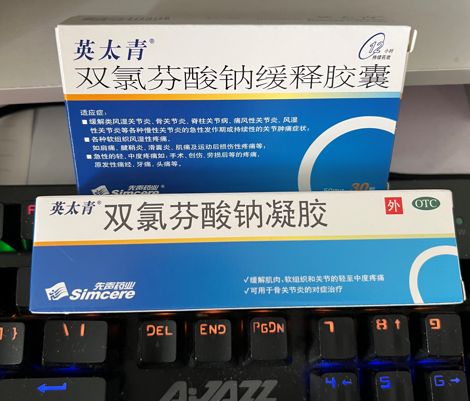 英太青®
12小时
持续药效
双氯芬酸钠缓释胶囊
适应症:
■ 缓解类风湿关节炎、骨关节炎、脊柱关节病、痛风性关节炎、风湿
性关节炎等各种慢性关节炎的急性发作期或持续性的关节肿痛症状;
■ 各种软组织风湿性疼痛,
如肩痛、腱鞘炎、滑囊炎、肌痛及运动后损伤性疼痛等;
■ 急性的轻、中度疼痛如,手术、创伤、劳损后等的疼痛,
原发性痛经,牙痛,头痛等。
先声药业
Simcere
50mg
30粒
英太青®
双氯芬酸钠凝胶
外
OTC
先声药业
Simcere
✓缓解肌肉、软组织和关节的轻至中度疼痛
✓可用于骨关节炎的对症治疗
F
\ |
DEL
END
PGDN
7
8
9
4
5
6
A-JAZZ